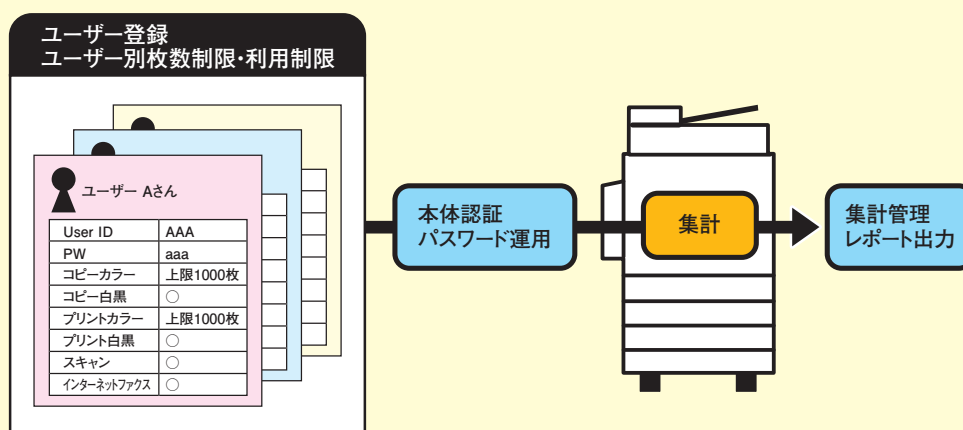 ユーザー登録
ユーザー別枚数制限・利用制限
ユーザー Aさん
User ID AAA
PW aaa
コピーカラー 上限1000枚
コピー白黒 ○
プリントカラー 上限1000枚
プリント白黒 ○
スキャン ○
インターネットファクス ○
本体認証
パスワード運用
集計
集計管理
レポート出力